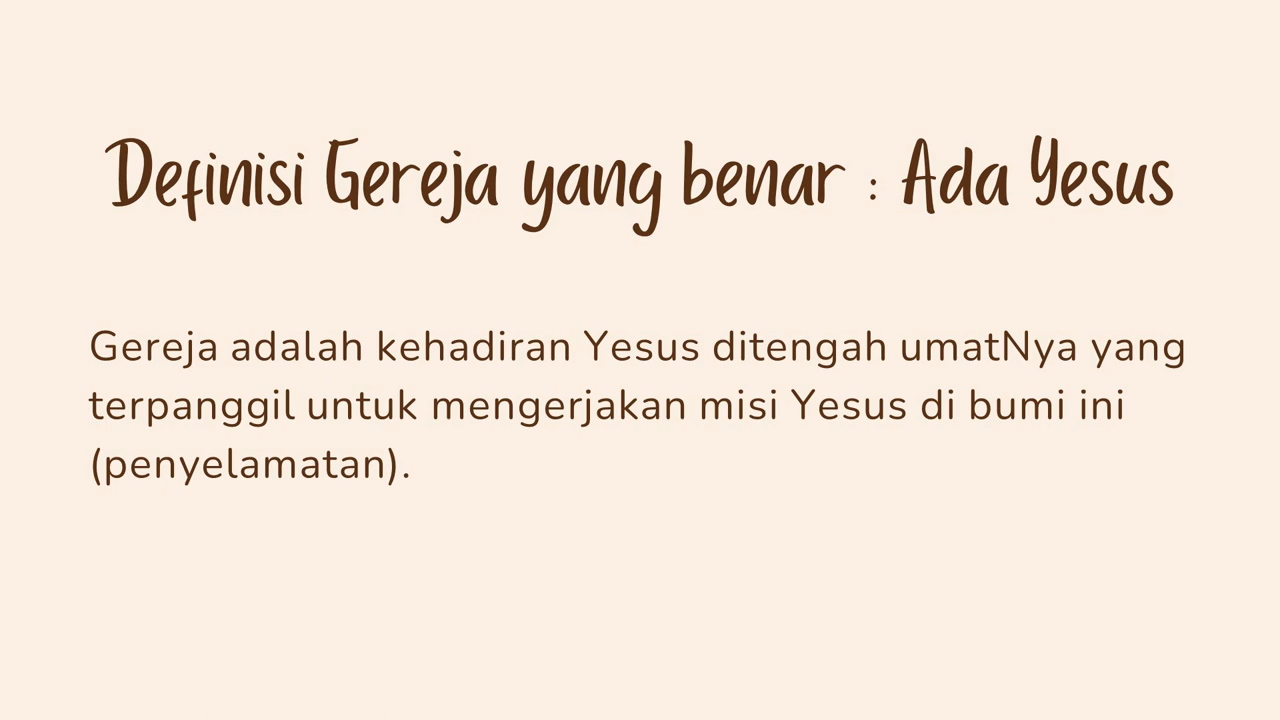 Definisi Gereja yang benar : Ada Yesus
Gereja adalah kehadiran Yesus ditengah umatNya yang
terpanggil untuk mengerjakan misi Yesus di bumi ini
(penyelamatan).